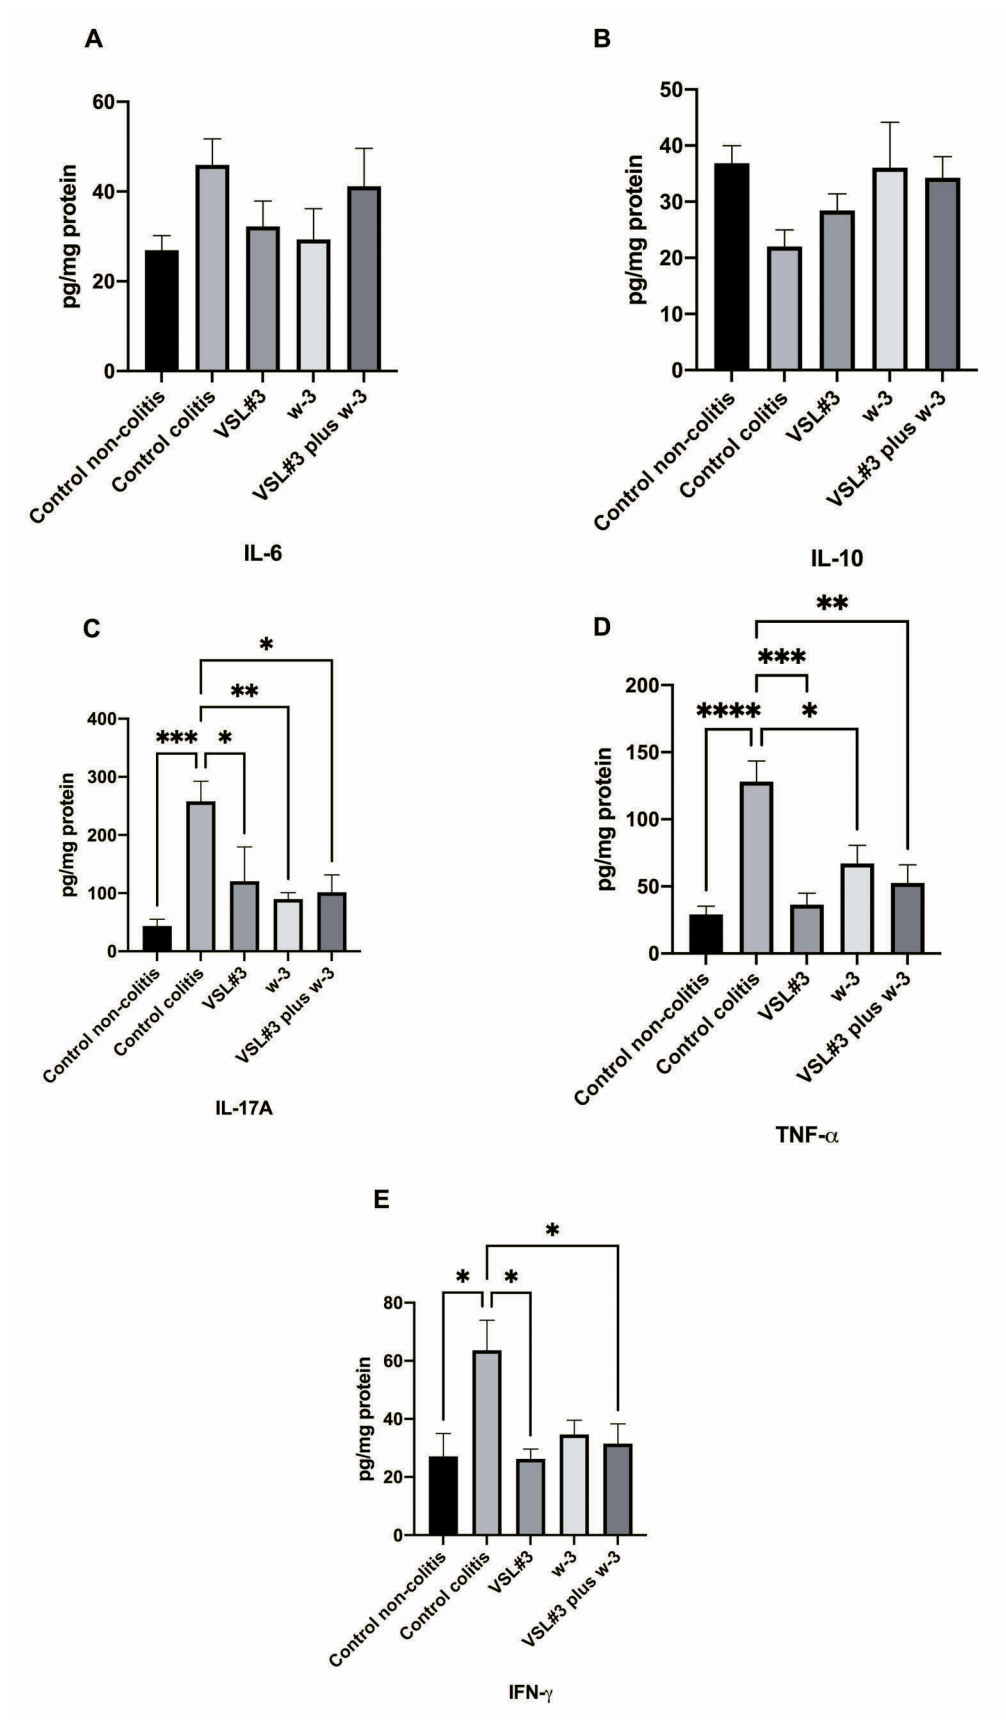 A
60
40
20
0
pg/mg protein
Control non-colitis
Control colitis
VSL#3
w-3
VSL#3 plus w-3
IL-6
B
50
40
30
20
10
0
pg/mg protein
Control non-colitis
Control colitis
VSL#3
w-3
VSL#3 plus w-3
IL-10
C
*
**
***
*
400
300
200
100
0
pg/mg protein
Control non-colitis
Control colitis
VSL#3
w-3
VSL#3 plus w-3
IL-17A
D
**
***
****
*
200
150
100
50
0
pg/mg protein
Control non-colitis
Control colitis
VSL#3
w-3
VSL#3 plus w-3
TNF-α
E
*
*
*
80
60
40
20
0
pg/mg protein
Control non-colitis
Control colitis
VSL#3
w-3
VSL#3 plus w-3
IFN-γ